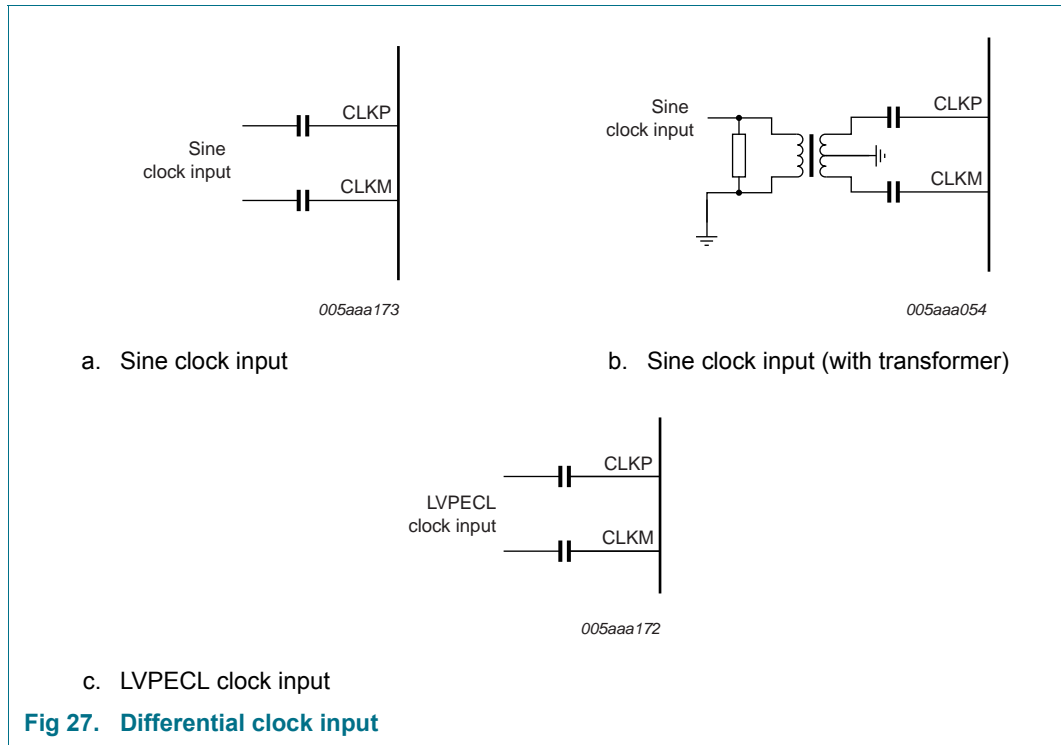 Sine
clock input
CLKP
CLKM
005aaa173
a. Sine clock input
Sine
clock input
CLKP
CLKM
005aaa054
b. Sine clock input (with transformer)
LVPECL
clock input
CLKP
CLKM
005aaa172
c. LVPECL clock input
Fig 27. Differential clock input